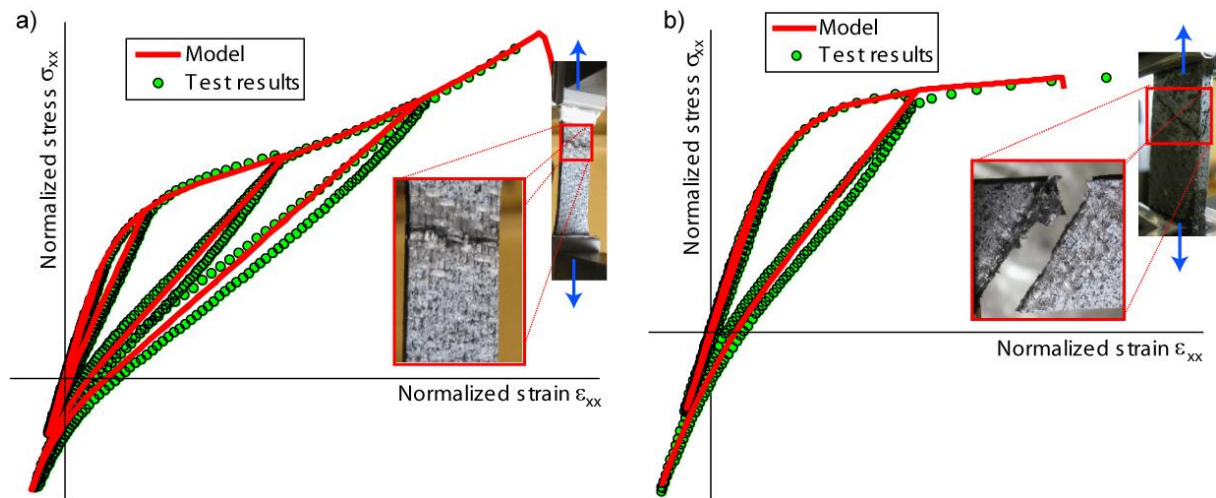 a)
Model
Test results
Normalized stress σxx
Normalized strain εxx
b)
Model
Test results
Normalized stress σxx
Normalized strain εxx